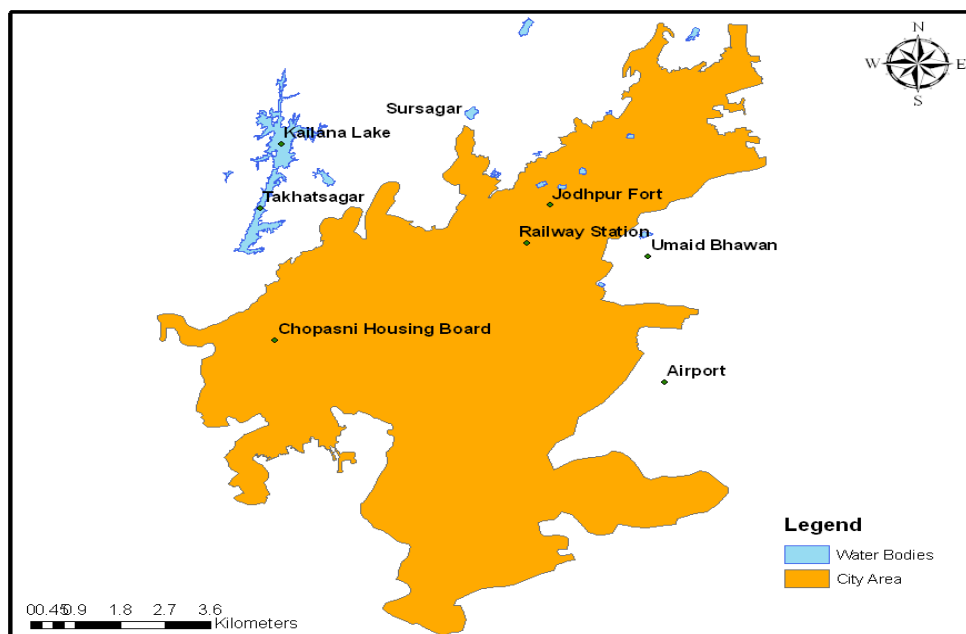 N
W E
S
Sursagar
Kailana Lake
Takhatsagar
Jodhpur Fort
Railway Station
Umaid Bhawan
Chopasni Housing Board
Airport
Legend
Water Bodies
City Area
00.450.9 1.8 2.7 3.6
Kilometers